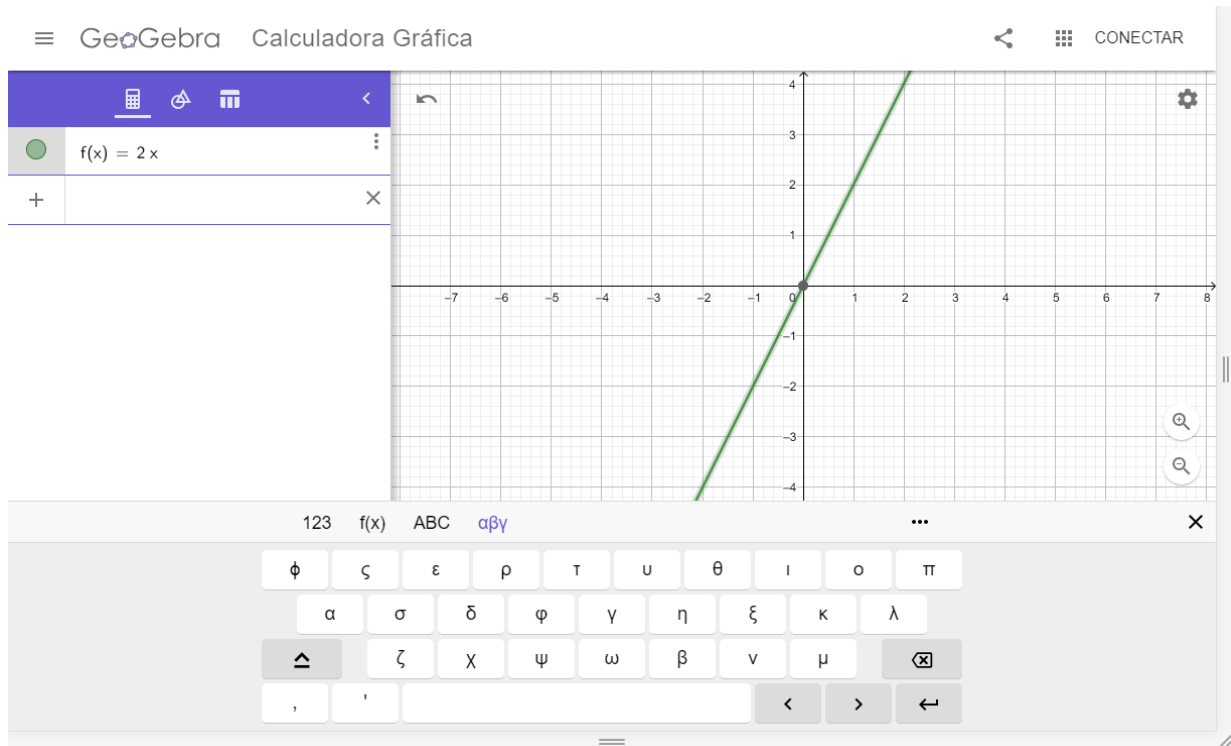 GeoGebra Calculadora Gráfica CONECTAR
f(x) = 2 x
4
3
2
1
–7 –6 –5 –4 –3 –2 –1 0 1 2 3 4 5 6 7 8
–1
–2
–3
–4
123 f(x) ABC αβγ
ϕ ς ε ρ τ υ θ ι ο π
α σ δ φ γ η ξ κ λ
ζ χ ψ ω β ν μ
, '